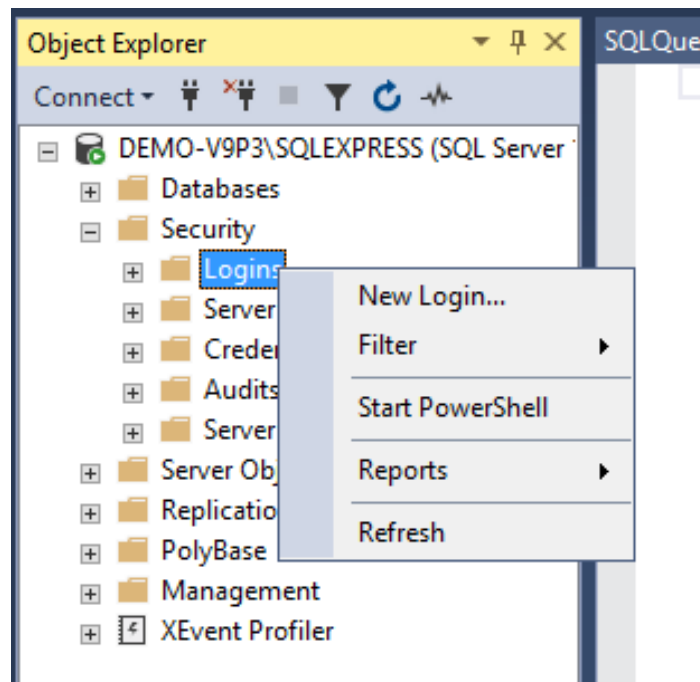 Object Explorer
SQLQue
Connect
DEMO-V9P3\SQLEXPRESS (SQL Server
Databases
Security
Logins
New Login...
Server
Filter
Creder
Audits
Start PowerShell
Server
Server Obj
Reports
Replicatio
Refresh
PolyBase
Management
XEvent Profiler